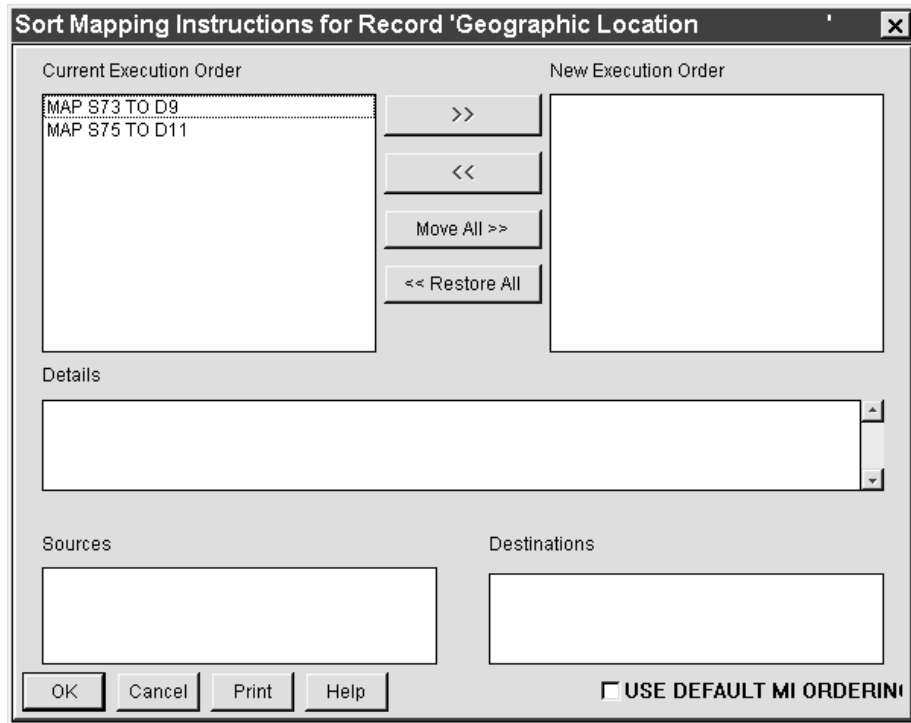 Sort Mapping Instructions for Record 'Geographic Location '
Current Execution Order
New Execution Order
MAP S73 TO D9
MAP S75 TO D11
>>
<<
Move All >>
<< Restore All
Details
Sources
Destinations
OK
Cancel
Print
Help
USE DEFAULT MI ORDERIN